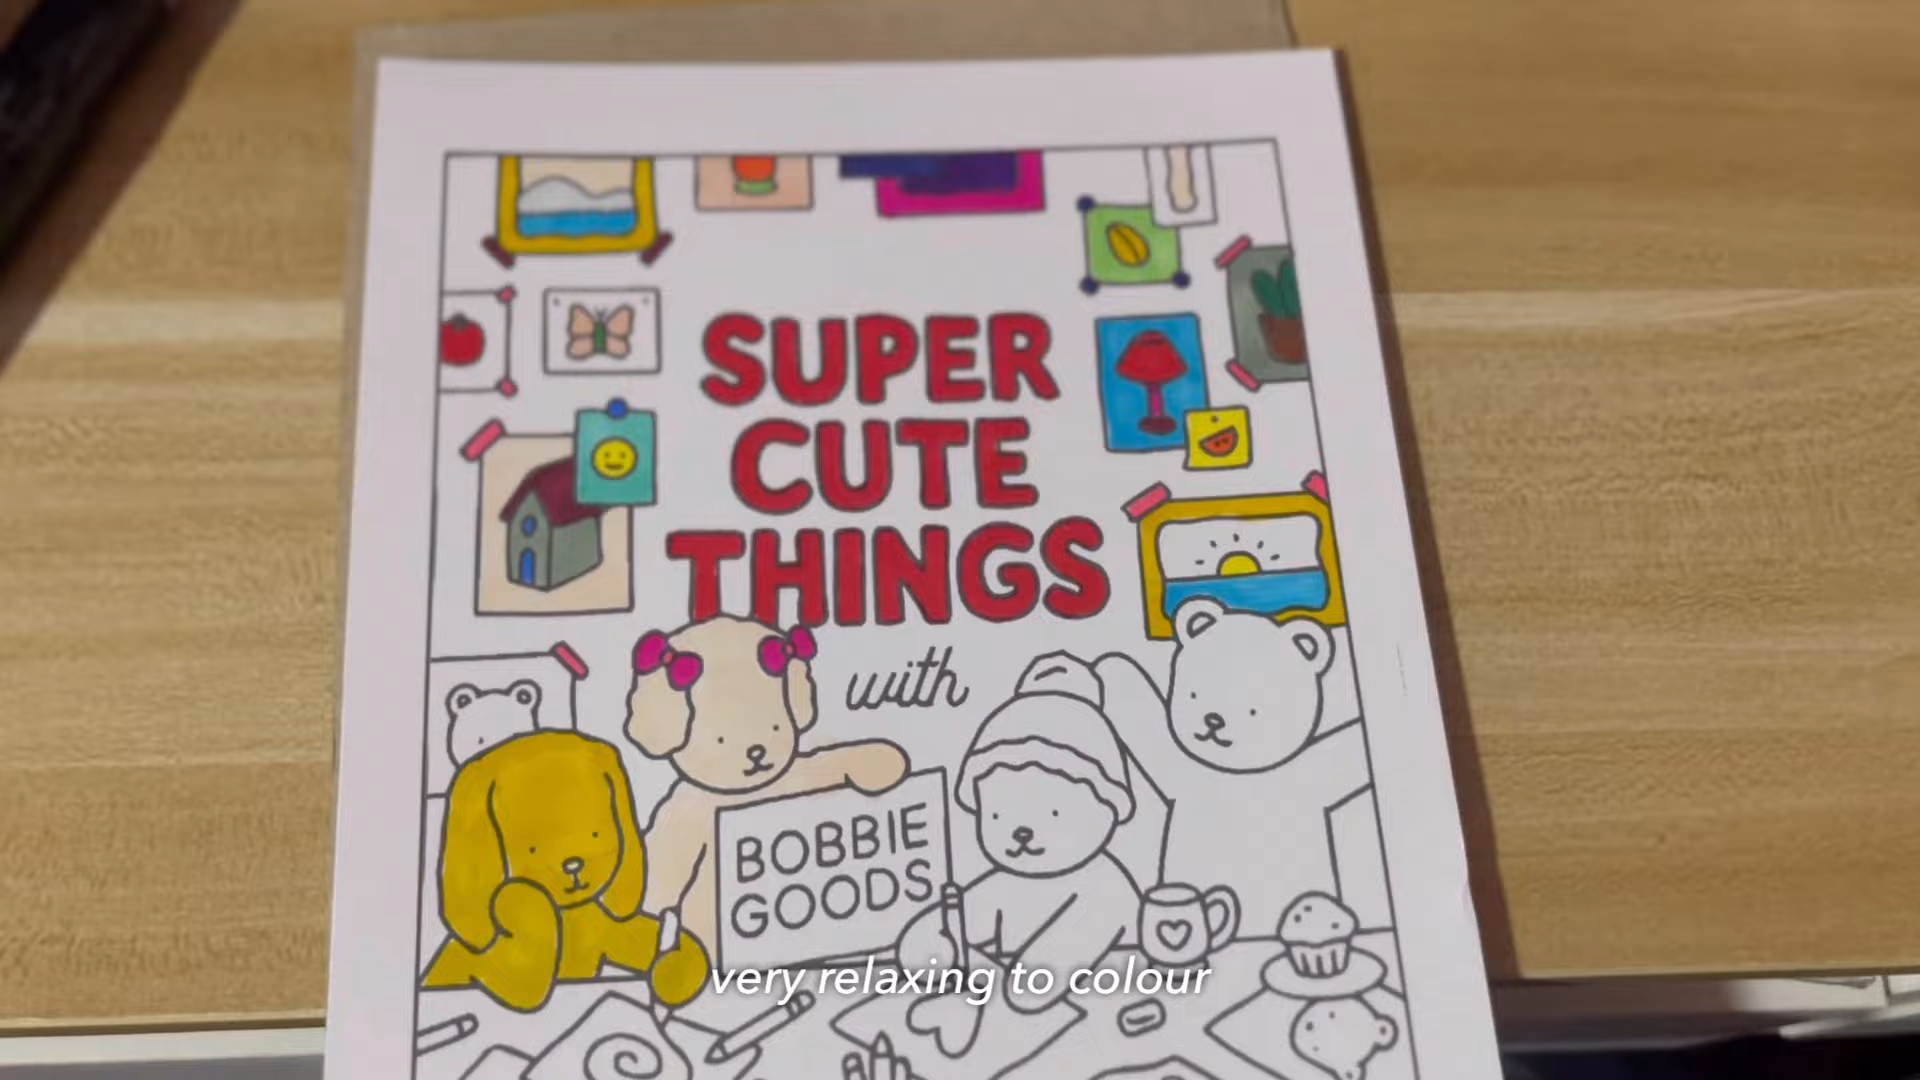 SUPER
CUTE
THINGS
with
BOBBIE
GOODS
very relaxing to colour